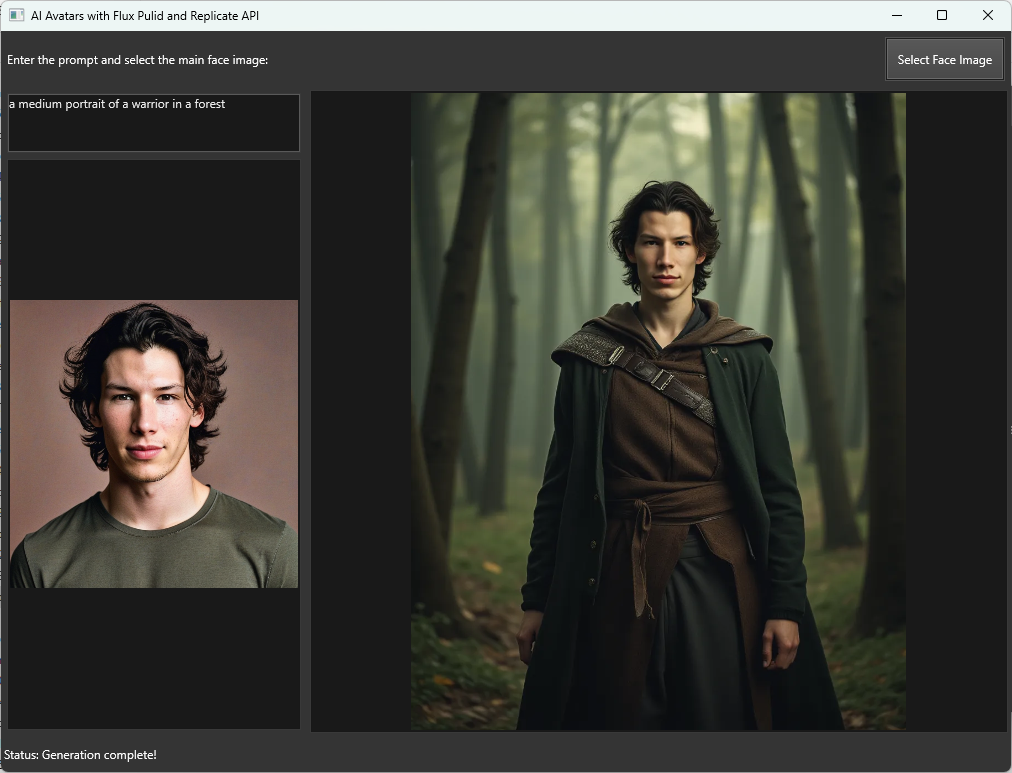 AI Avatars with Flux Pulid and Replicate API
Enter the prompt and select the main face image:
Select Face Image
a medium portrait of a warrior in a forest
Status: Generation complete!